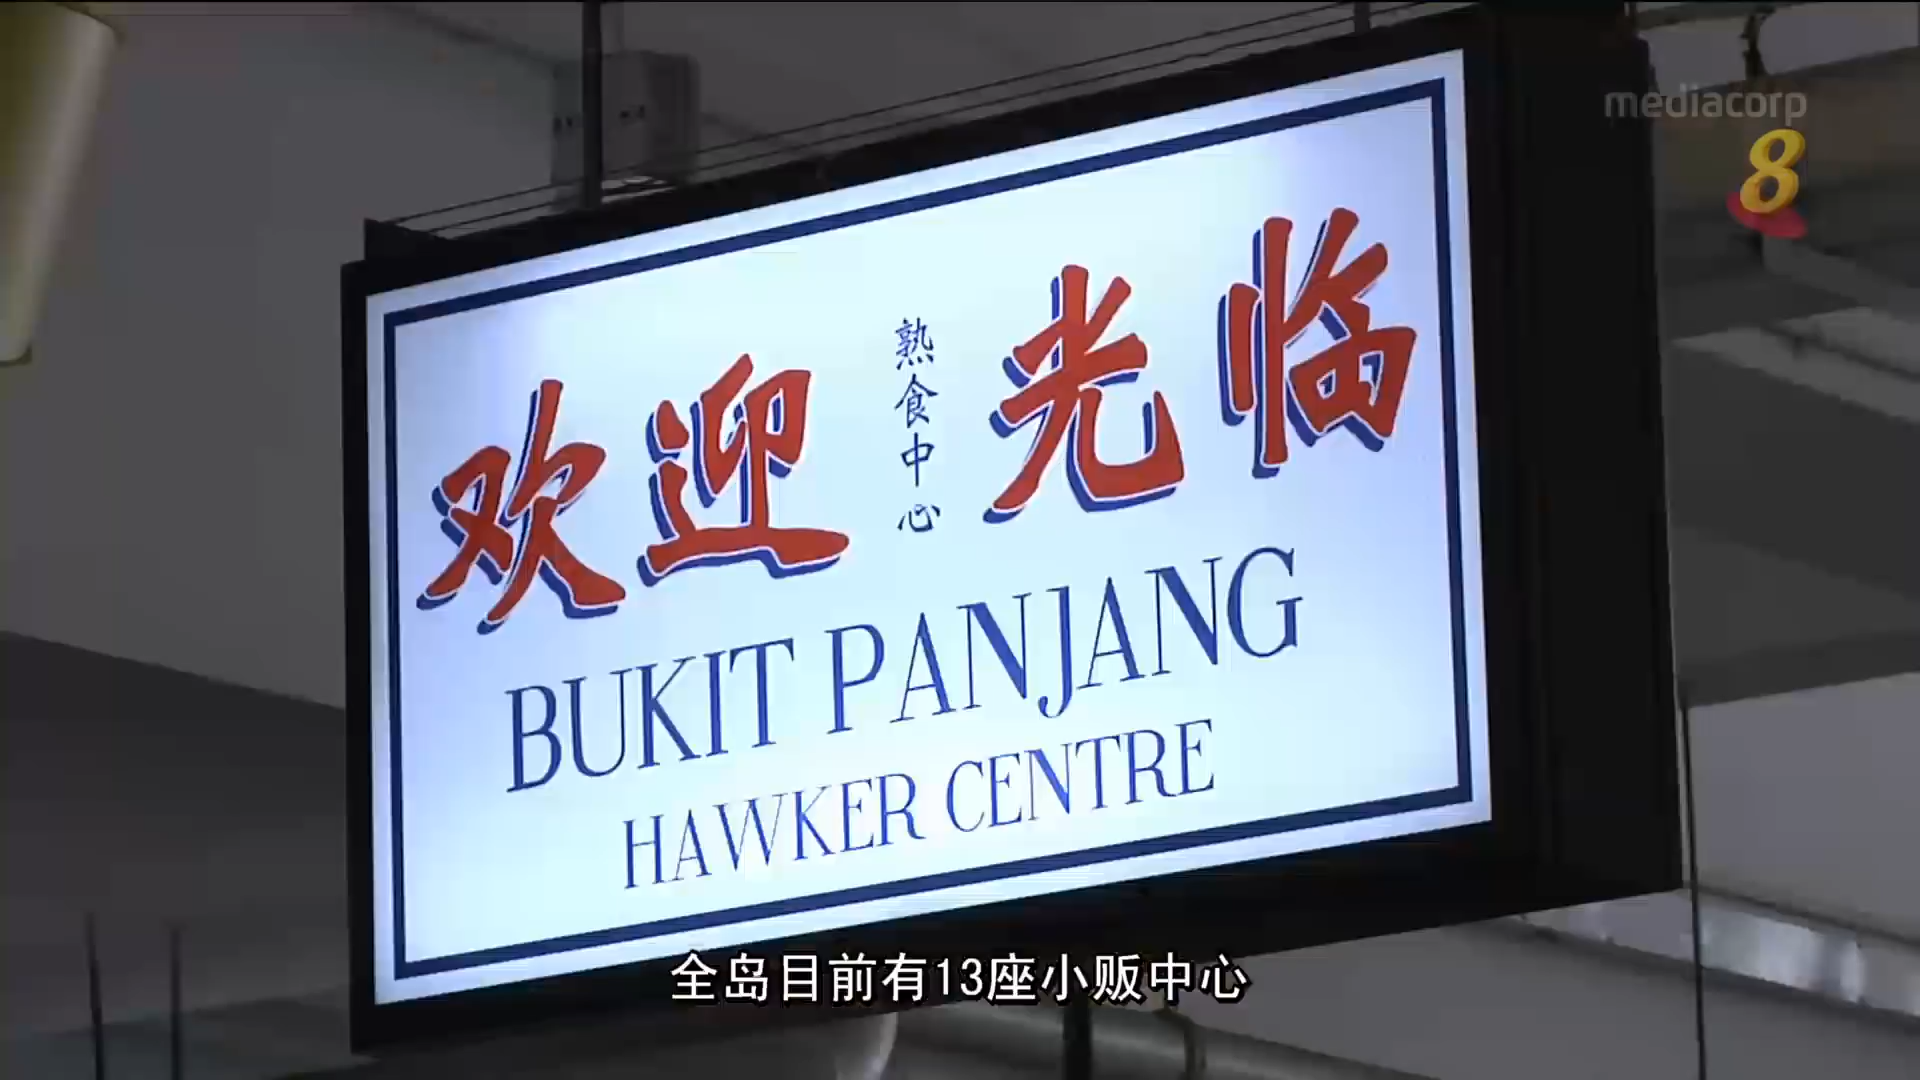 mediacorp
8
欢迎 光临
熟食中心
BUKIT PANJANG
HAWKER CENTRE
全岛目前有13座小贩中心